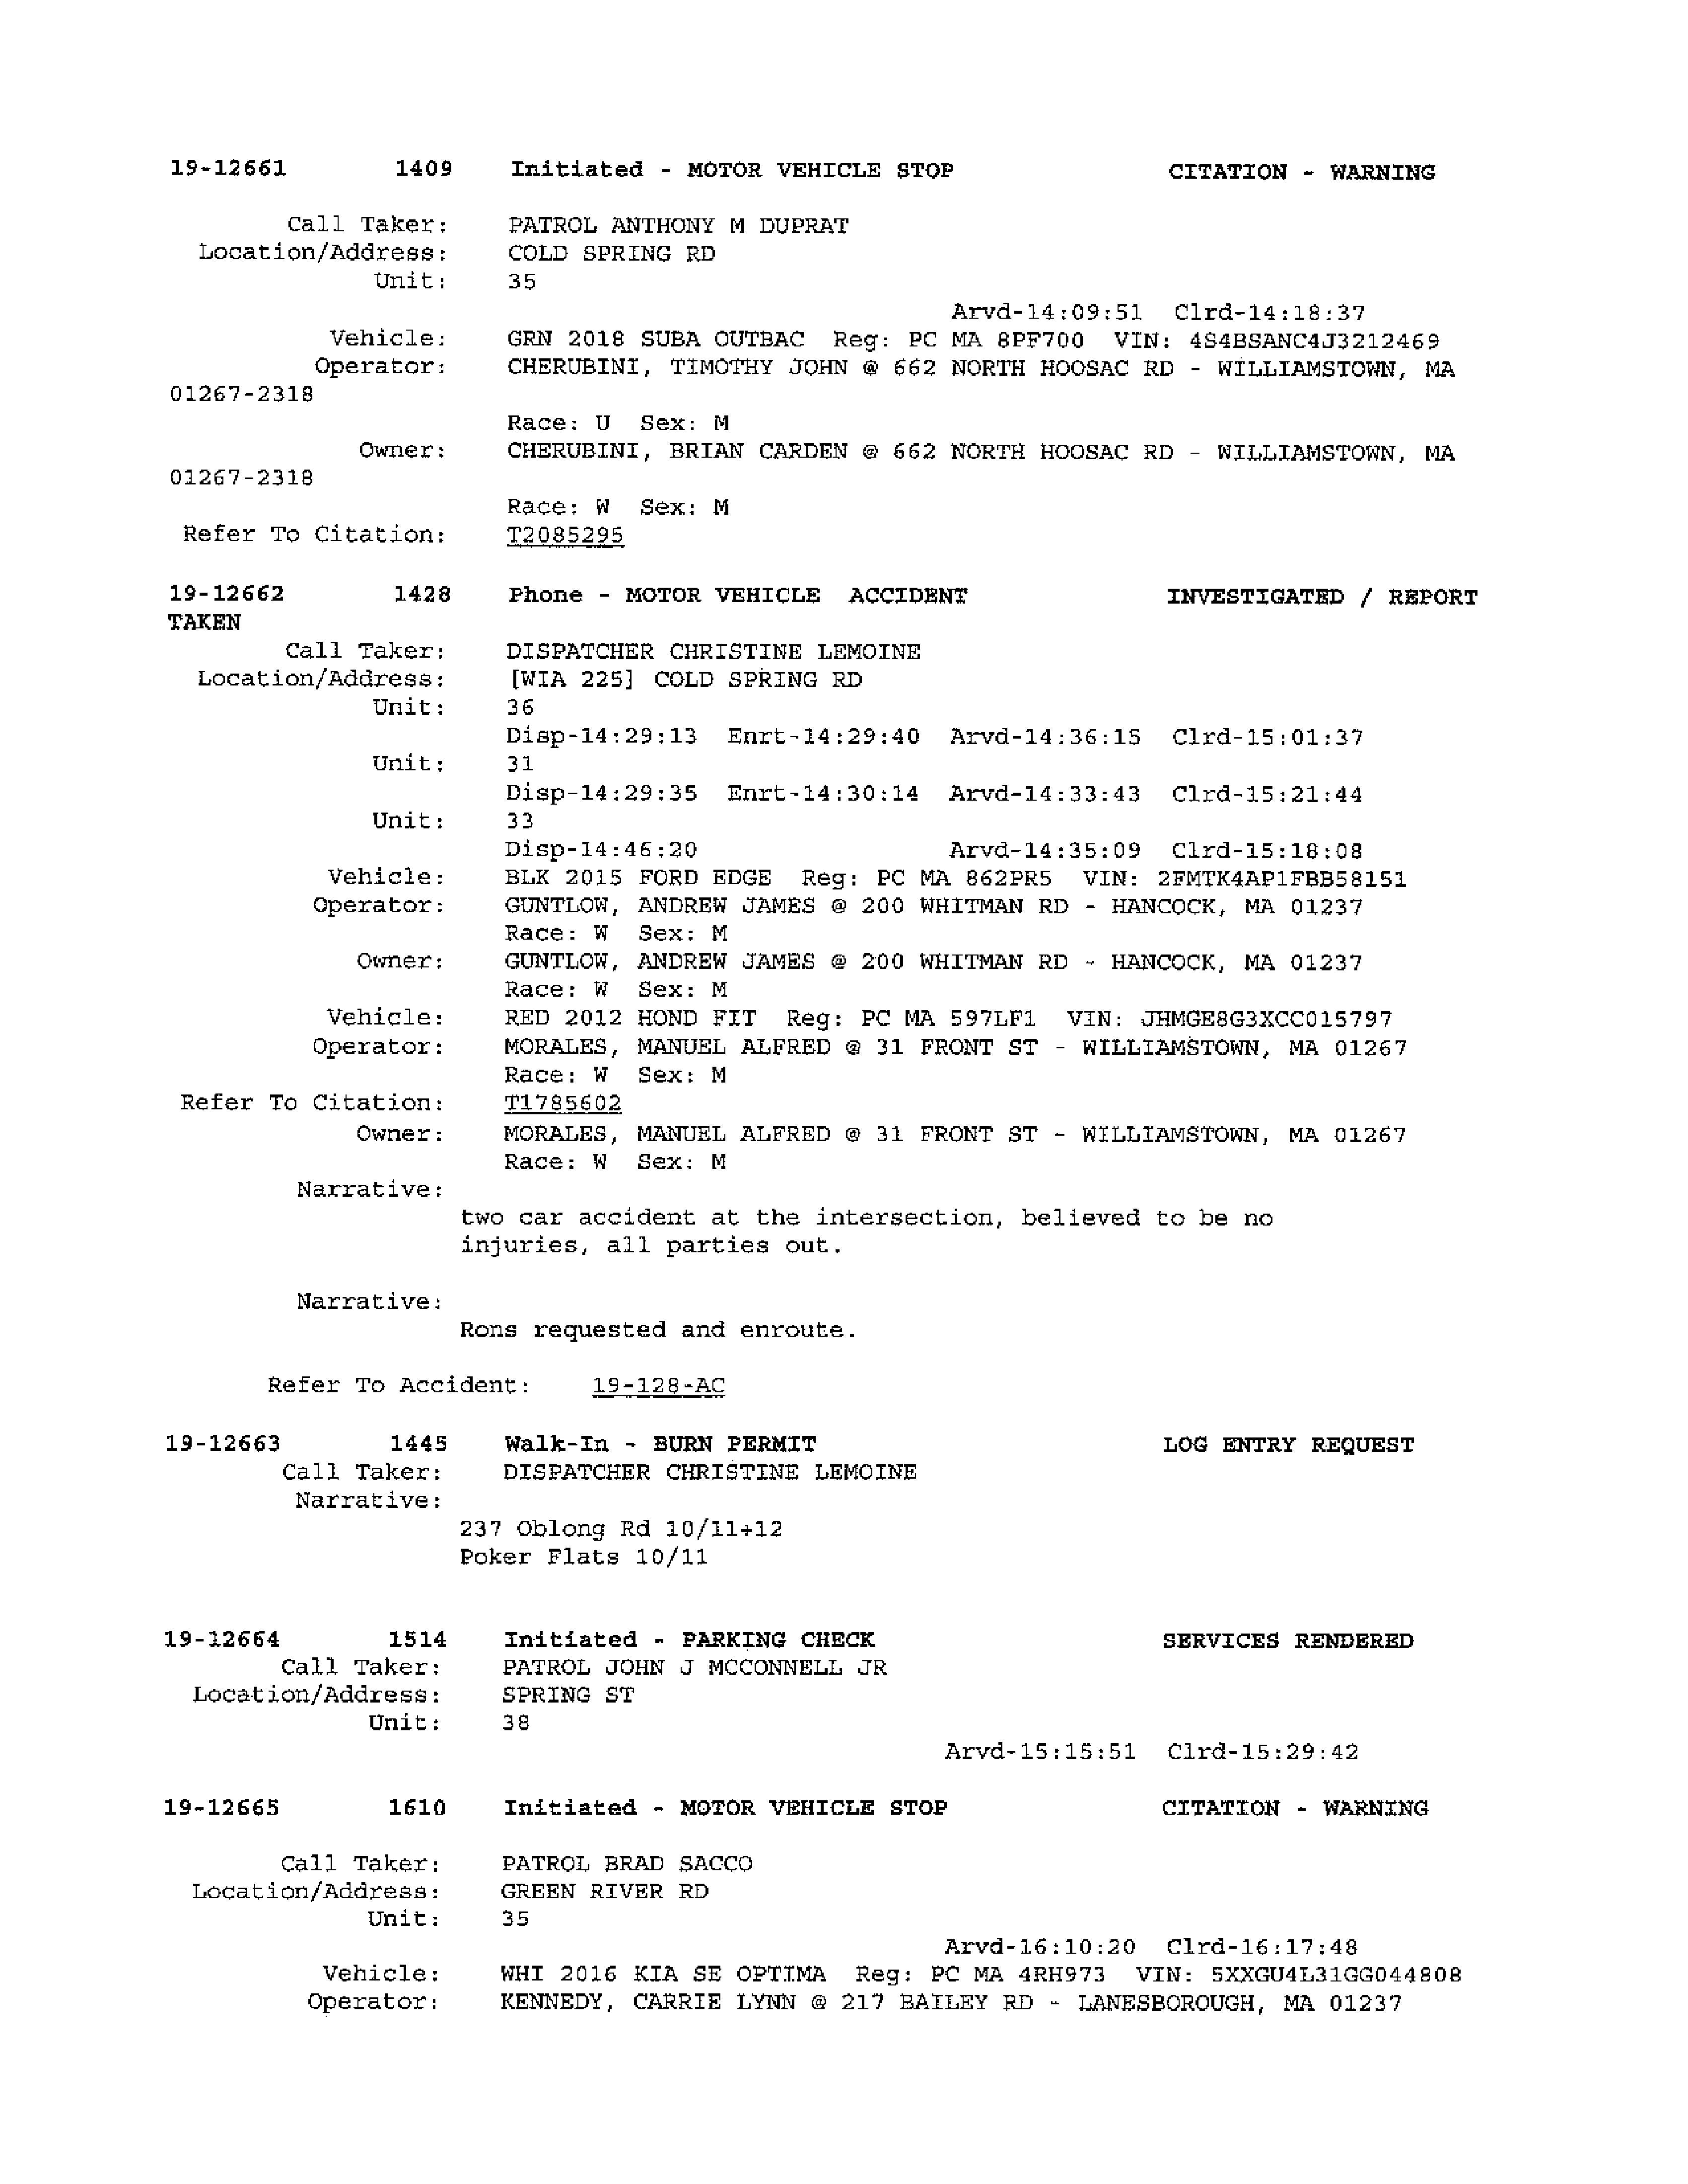 19-12661 1409 Initiated - MOTOR VEHICLE STOP CITATION - WARNING
Call Taker: PATROL ANTHONY M DUPRAT
Location/Address: COLD SPRING RD
Unit: 35
Arvd-14:09:51 Clrd-14:18:37
Vehicle: GRN 2018 SUBA OUTBAC Reg: PC MA 8PF700 VIN: 4S4BSANC4J3212469
Operator: CHERUBINI, TIMOTHY JOHN @ 662 NORTH HOOSAC RD - WILLIAMSTOWN, MA
01267-2318
Race: U Sex: M
Owner: CHERUBINI, BRIAN CARDEN @ 662 NORTH HOOSAC RD - WILLIAMSTOWN, MA
01267-2318
Race: W Sex: M
Refer To Citation: T2085295
19-12662 1428 Phone - MOTOR VEHICLE ACCIDENT INVESTIGATED / REPORT
TAKEN
Call Taker: DISPATCHER CHRISTINE LEMOINE
Location/Address: [WIA 225] COLD SPRING RD
Unit: 36
Disp-14:29:13 Enrt-14:29:40 Arvd-14:36:15 Clrd-15:01:37
Unit: 31
Disp-14:29:35 Enrt-14:30:14 Arvd-14:33:43 Clrd-15:21:44
Unit: 33
Disp-14:46:20 Arvd-14:35:09 Clrd-15:18:08
Vehicle: BLK 2015 FORD EDGE Reg: PC MA 862PR5 VIN: 2FMTK4AP1FBB58151
Operator: GUNTLOW, ANDREW JAMES @ 200 WHITMAN RD - HANCOCK, MA 01237
Race: W Sex: M
Owner: GUNTLOW, ANDREW JAMES @ 200 WHITMAN RD - HANCOCK, MA 01237
Race: W Sex: M
Vehicle: RED 2012 HOND FIT Reg: PC MA 597LF1 VIN: JHMGE8G3XCC015797
Operator: MORALES, MANUEL ALFRED @ 31 FRONT ST - WILLIAMSTOWN, MA 01267
Race: W Sex: M
Refer To Citation: T1785602
Owner: MORALES, MANUEL ALFRED @ 31 FRONT ST - WILLIAMSTOWN, MA 01267
Race: W Sex: M
Narrative:
two car accident at the intersection, believed to be no
injuries, all parties out.
Narrative:
Rons requested and enroute.
Refer To Accident: 19-128-AC
19-12663 1445 Walk-In - BURN PERMIT LOG ENTRY REQUEST
Call Taker: DISPATCHER CHRISTINE LEMOINE
Narrative:
237 Oblong Rd 10/11+12
Poker Flats 10/11
19-12664 1514 Initiated - PARKING CHECK SERVICES RENDERED
Call Taker: PATROL JOHN J MCCONNELL JR
Location/Address: SPRING ST
Unit: 38
Arvd-15:15:51 Clrd-15:29:42
19-12665 1610 Initiated - MOTOR VEHICLE STOP CITATION - WARNING
Call Taker: PATROL BRAD SACCO
Location/Address: GREEN RIVER RD
Unit: 35
Arvd-16:10:20 Clrd-16:17:48
Vehicle: WHI 2016 KIA SE OPTIMA Reg: PC MA 4RH973 VIN: 5XXGU4L31GG044808
Operator: KENNEDY, CARRIE LYNN @ 217 BAILEY RD - LANESBOROUGH, MA 01237